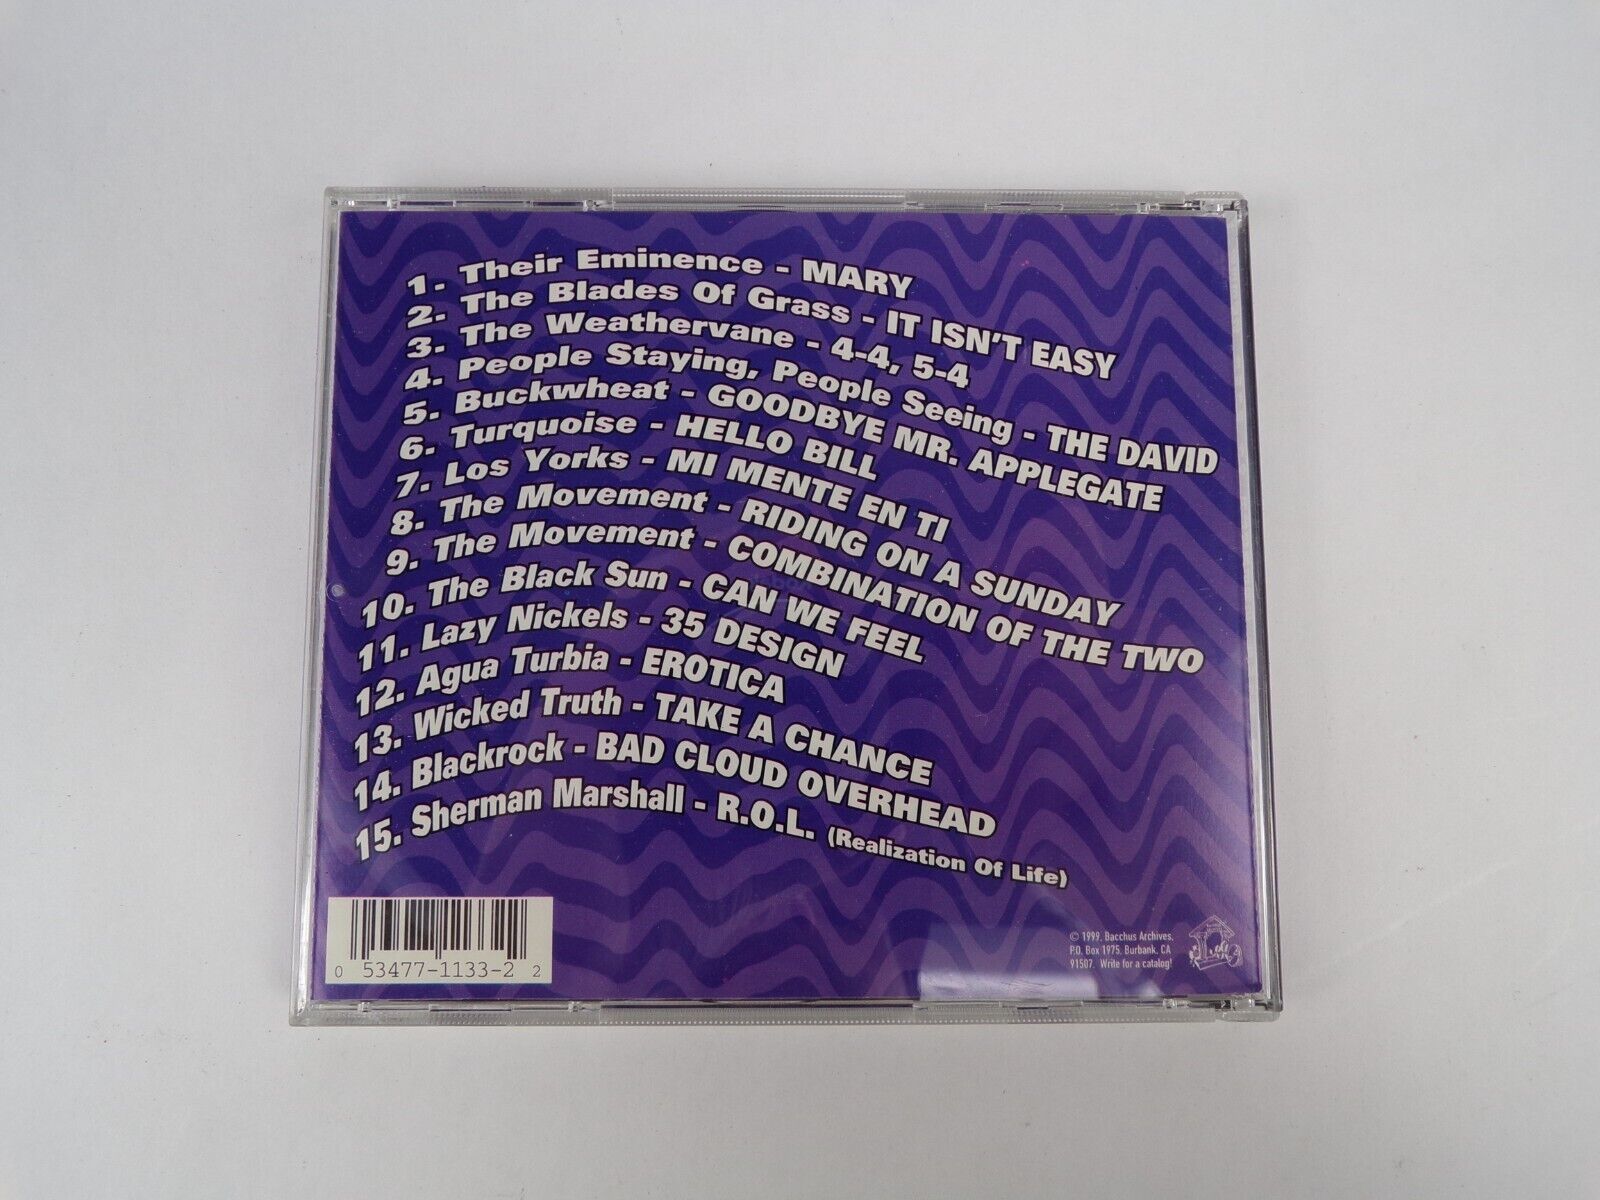 1. Their Eminence - MARY
2. The Blades Of Grass - IT ISN'T EASY
3. The Weathervane - 4-4, 5-4
4. People Staying, People Seeing - THE DAVID
5. Buckwheat - GOODBYE MR. APPLEGATE
6. Turquoise - HELLO BILL
7. Los Yorks - MI MENTE EN TI
8. The Movement - RIDING ON A SUNDAY
9. The Movement - COMBINATION OF THE TWO
10. The Black Sun - CAN WE FEEL
11. Lazy Nickels - 35 DESIGN
12. Agua Turbia - EROTICA
13. Wicked Truth - TAKE A CHANCE
14. Blackrock - BAD CLOUD OVERHEAD
15. Sherman Marshall - R.O.L. (Realization Of Life)
0 53477-1133-2 2
© 1999, Bacchus Archives,
P.O. Box 1975, Burbank, CA
91507. Write for a catalog!